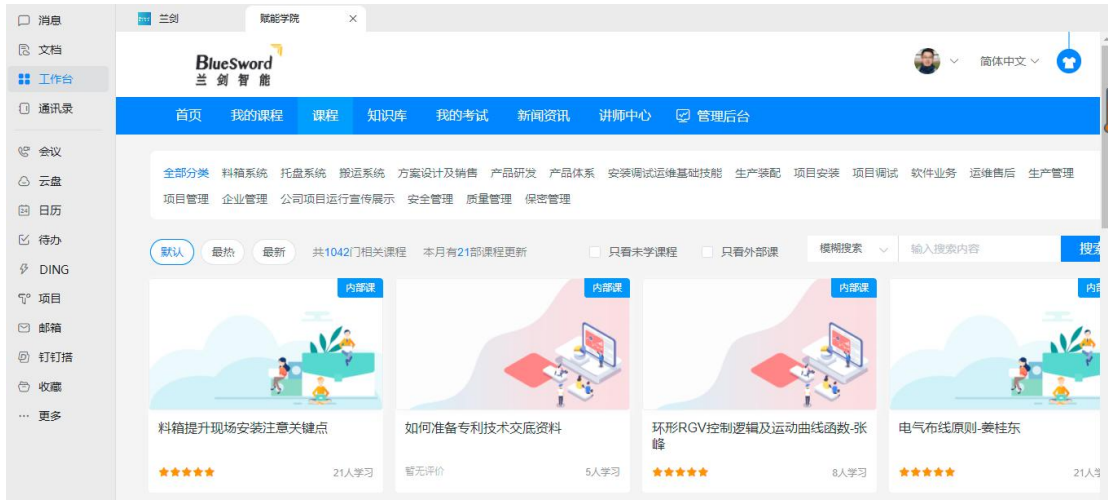 消息
文档
工作台
通讯录
会议
云盘
日历
待办
DING
项目
邮箱
钉钉搭
收藏
更多
兰剑
赋能学院
BlueSword
兰剑智能
简体中文
首页 我的课程 课程 知识库 我的考试 新闻资讯 讲师中心 管理后台
全部分类 料箱系统 托盘系统 搬运系统 方案设计及销售 产品研发 产品体系 安装调试运维基础技能 生产装配 项目安装 项目调试 软件业务 运维售后 生产管理
项目管理 企业管理 公司项目运行宣传展示 安全管理 质量管理 保密管理
默认 最热 最新 共1042门相关课程 本月有21部课程更新 只看未学课程 只看外部课 模糊搜索 输入搜索内容 搜索
内部课 内部课 内部课 内部
料箱提升现场安装注意关键点
21人学习
如何准备专利技术交底资料
暂无评价 5人学习
环形RGV控制逻辑及运动曲线函数-张
峰
8人学习
电气布线原则-姜桂东
21人学